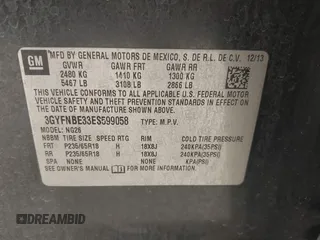 GM
MFD BY GENERAL MOTORS DE MEXICO, S. DE R.L. DE C.V. 12/13
GVWR GAWR FRT GAWR RR
2480 KG 1410 KG 1300 KG
5467 LB 3108 LB 2866 LB
THIS VEHICLE CONFORMS TO ALL APPLICABLE U.S. FEDERAL MOTOR
VEHICLE SAFETY, BUMPER, AND THEFT PREVENTION STANDARDS IN
EFFECT ON THE DATE OF MANUFACTURE SHOWN ABOVE.
3GYFNBE33ES599058 TYPE: M.P.V.
NG26
TIRE SIZE SPEED RTG RIM COLD TIRE PRESSURE
FRT P235/65R18 H 18X8J 240KPA(35PSI)
RR P235/65R18 H 18X8J 240KPA(35PSI)
SPA NONE KPA(PSI)
SEE OWNER'S MANUAL FOR MORE INFORMATION.
©DREAMBID